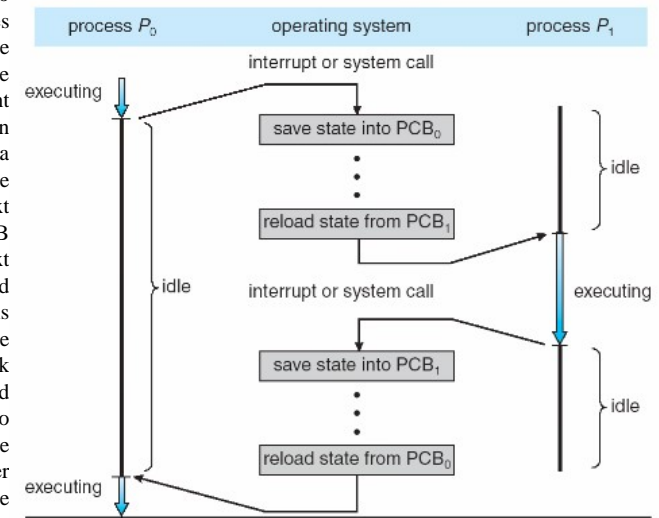 process P0 operating system process P1
interrupt or system call
executing
save state into PCB0
idle
reload state from PCB1
idle
interrupt or system call
executing
save state into PCB1
idle
reload state from PCB0
executing